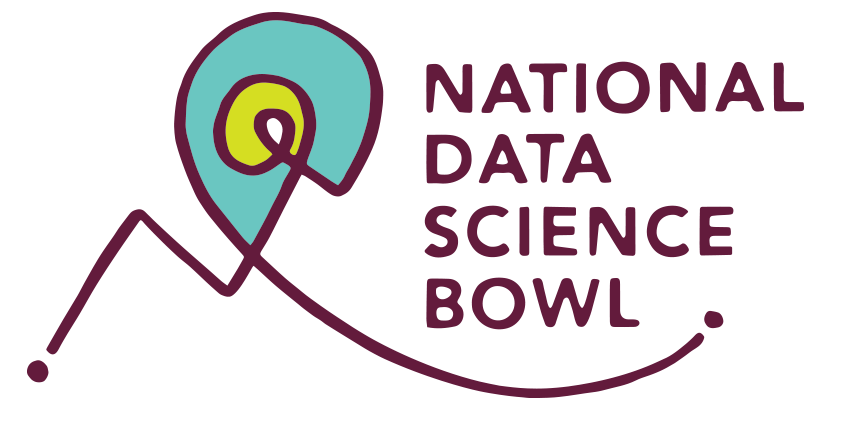 NATIONAL
DATA
SCIENCE
BOWL